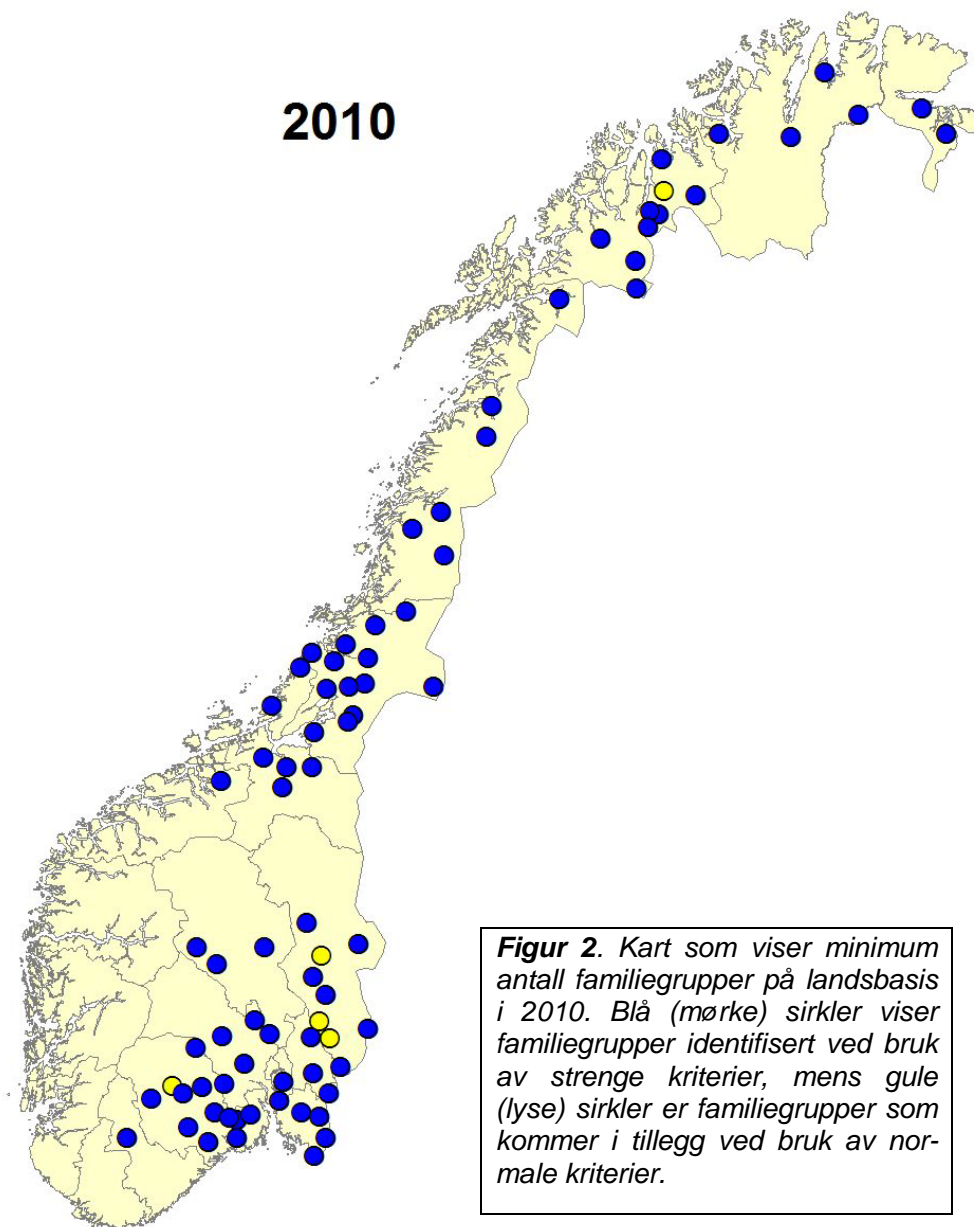 2010
Figur 2. Kart som viser minimum
antall familiegrupper på landsbasis
i 2010. Blå (mørke) sirkler viser
familiegrupper identifisert ved bruk
av strenge kriterier, mens gule
(lyse) sirkler er familiegrupper som
kommer i tillegg ved bruk av nor-
male kriterier.